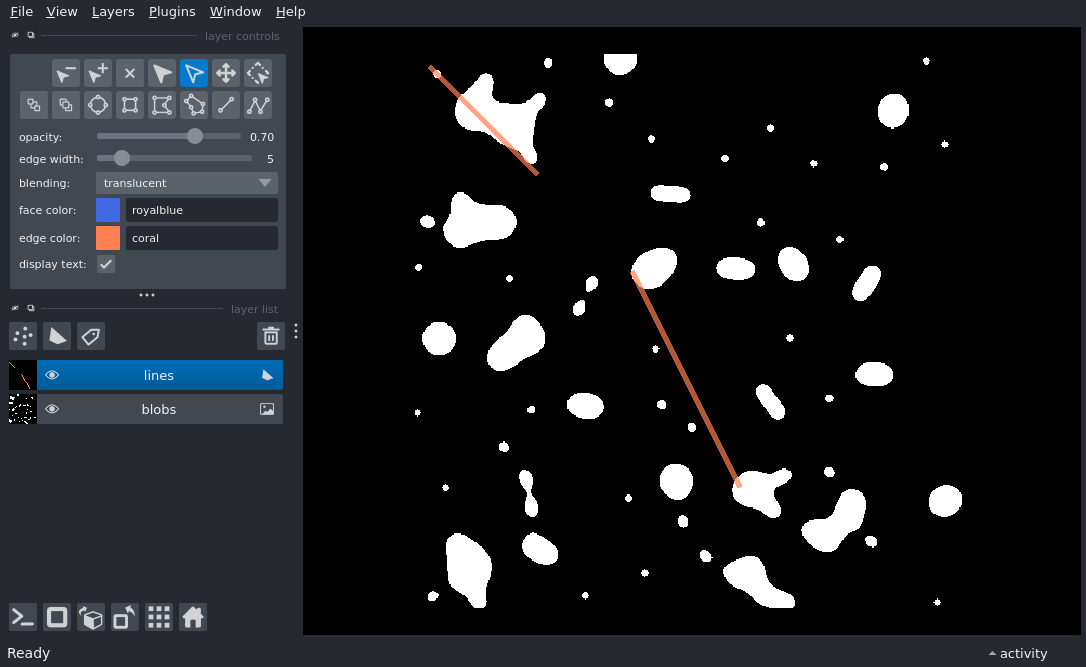 File View Layers Plugins Window Help
layer controls
opacity: 0.70
edge width: 5
blending: translucent
face color: royalblue
edge color: coral
display text:
layer list
lines
blobs
Ready
activity